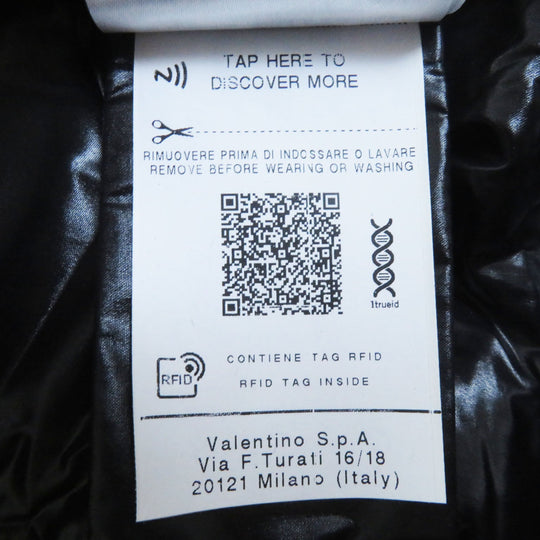 TAP HERE TO
DISCOVER MORE
RIMUOVERE PRIMA DI INDOSSARE O LAVARE
REMOVE BEFORE WEARING OR WASHING
1trueid
CONTIENE TAG RFID
RFID
RFID TAG INSIDE
Valentino S.p.A.
Via F.Turati 16/18
20121 Milano (Italy)